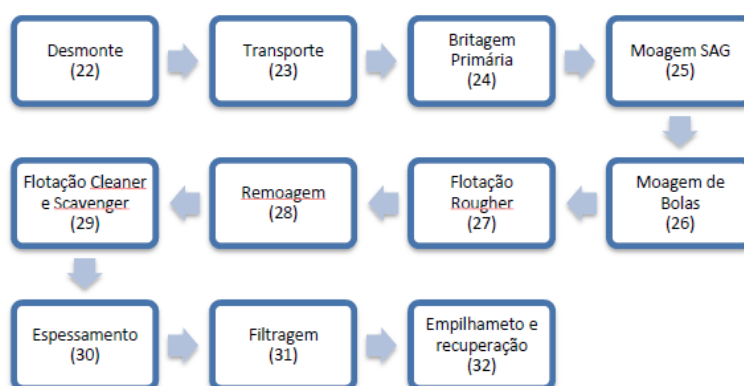 Desmonte
(22)
Transporte
(23)
Britagem
Primária
(24)
Moagem SAG
(25)
Moagem de
Bolas
(26)
Flotação
Rougher
(27)
Remoagem
(28)
Flotação Cleaner
e Scavenger
(29)
Espessamento
(30)
Filtragem
(31)
Empilhameto e
recuperação
(32)